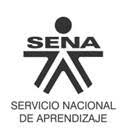 SENA
SERVICIO NACIONAL
DE APRENDIZAJE